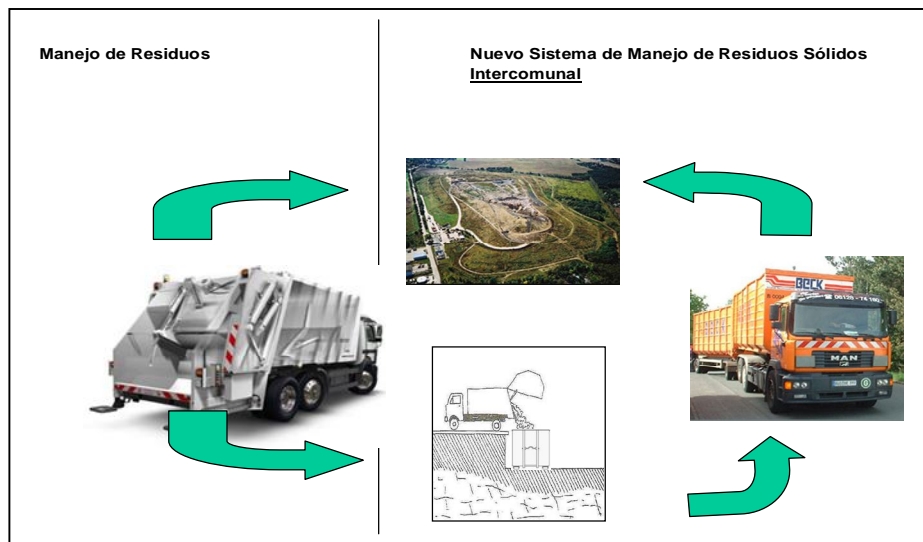 Manejo de Residuos
Nuevo Sistema de Manejo de Residuos Sólidos
Intercomunal
BECK
MAN